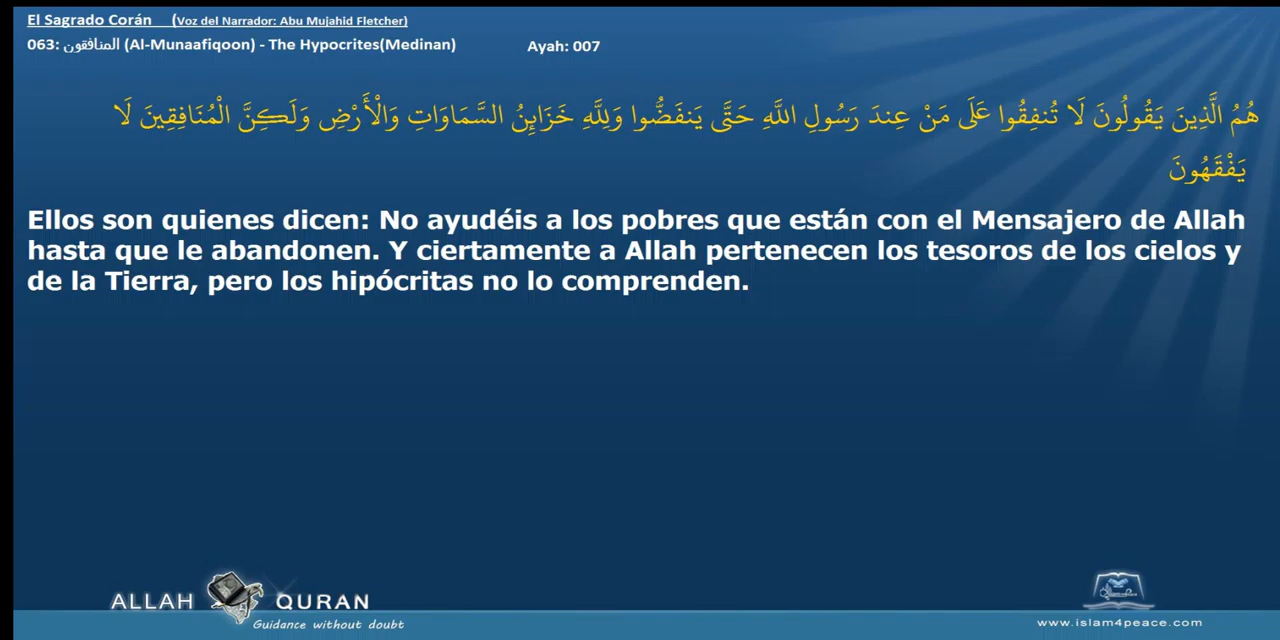 El Sagrado Corán (Voz del Narrador: Abu Mujahid Fletcher)
063: المنافقون (Al-Munaafiqoon) - The Hypocrites(Medinan) Ayah: 007
هُمُ الَّذِينَ يَقُولُونَ لَا تُنفِقُوا عَلَى مَنْ عِندَ رَسُولِ اللَّهِ حَتَّى يَنفَضُّوا وَلِلَّهِ خَزَائِنُ السَّمَاوَاتِ وَالْأَرْضِ وَلَكِنَّ الْمُنَافِقِينَ لَا
يَفْقَهُونَ
Ellos son quienes dicen: No ayudéis a los pobres que están con el Mensajero de Allah
hasta que le abandonen. Y ciertamente a Allah pertenecen los tesoros de los cielos y
de la Tierra, pero los hipócritas no lo comprenden.
ALLAH QURAN
Guidance without doubt
www.islam4peace.com